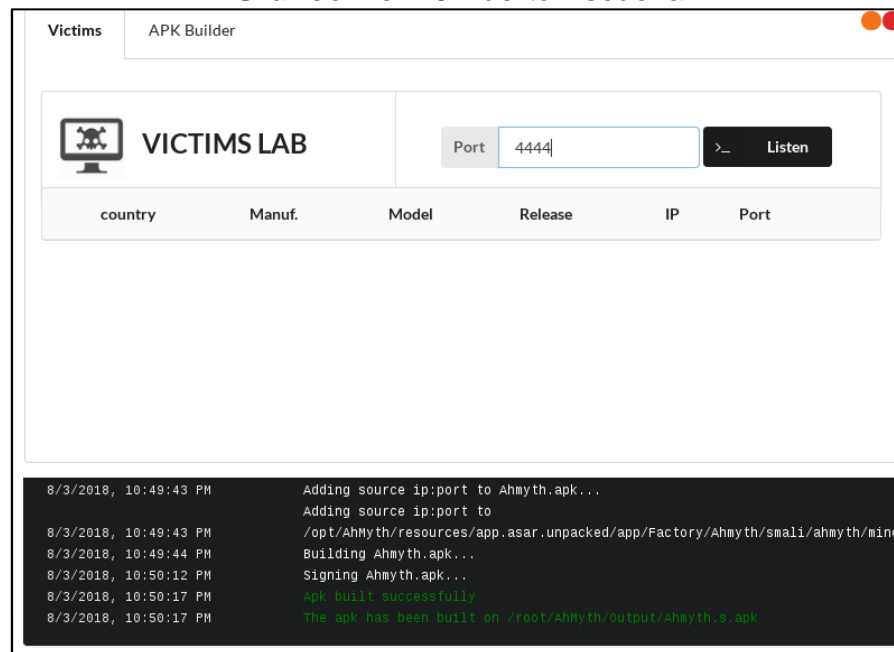 Victims APK Builder
VICTIMS LAB
Port 4444 >_ Listen
country Manuf. Model Release IP Port
8/3/2018, 10:49:43 PM Adding source ip:port to Ahmyth.apk...
Adding source ip:port to
8/3/2018, 10:49:43 PM /opt/AhMyth/resources/app.asar.unpacked/app/Factory/Ahmyth/smali/ahmyth/mine
8/3/2018, 10:49:44 PM Building Ahmyth.apk...
8/3/2018, 10:50:12 PM Signing Ahmyth.apk...
8/3/2018, 10:50:17 PM Apk built successfully
8/3/2018, 10:50:17 PM The apk has been built on /root/AhMyth/Output/Ahmyth.s.apk